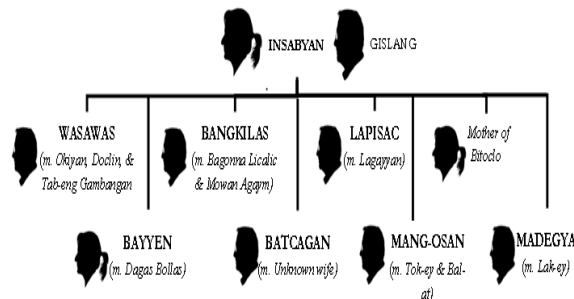 INSABYAN
GISLANG
WASAWAS
(m. Okiyan, Doclin, &
Tab-eng Gambangan
BANGKILAS
(m. Bagonna Licalic
& Mowan Agaym)
LAPISAC
(m. Lagayyan)
Mother of
Bitoclo
BAYYEN
(m. Dagas Bollas)
BATCAGAN
(m. Unknown wife)
MANG-OSAN
(m. Tok-ey & Bal-
at)
MADEGYA
(m. Lak-ey)